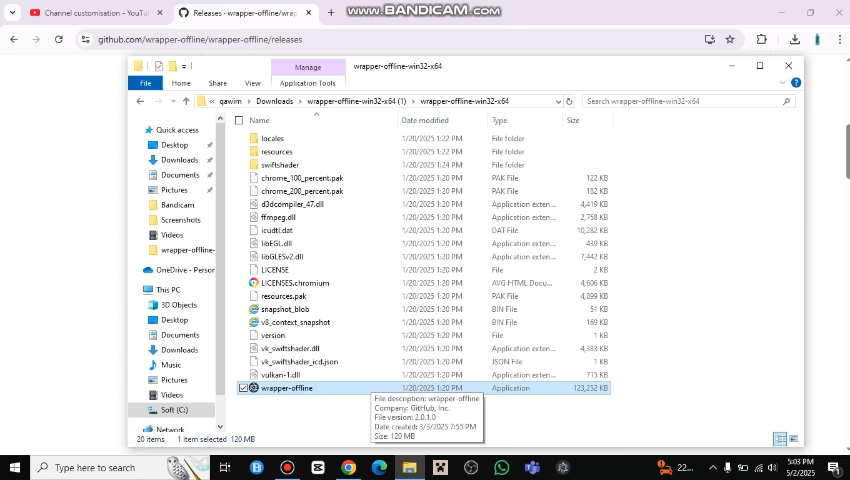 www.BANDICAM.com
Channel customisation - YouTu
Releases · wrapper-offline/wrap
github.com/wrapper-offline/wrapper-offline/releases
Manage
wrapper-offline-win32-x64
File
Home
Share
View
Application Tools
qawim > Downloads > wrapper-offline-win32-x64 (1) > wrapper-offline-win32-x64
Search wrapper-offline-win32-x64
Name
Date modified
Type
Size
Quick access
Desktop
Downloads
Documents
Pictures
Bandicam
Screenshots
Videos
wrapper-offline-
OneDrive - Person
This PC
3D Objects
Desktop
Documents
Downloads
Music
Pictures
Videos
Soft (C:)
Network
locales 1/20/2025 1:22 PM File folder
resources 1/20/2025 1:22 PM File folder
swiftshader 1/20/2025 1:24 PM File folder
chrome_100_percent.pak 1/20/2025 1:20 PM PAK File 122 KB
chrome_200_percent.pak 1/20/2025 1:20 PM PAK File 182 KB
d3dcompiler_47.dll 1/20/2025 1:20 PM Application exten... 4,419 KB
ffmpeg.dll 1/20/2025 1:20 PM Application exten... 2,758 KB
icudtl.dat 1/20/2025 1:20 PM DAT File 10,282 KB
libEGL.dll 1/20/2025 1:20 PM Application exten... 439 KB
libGLESv2.dll 1/20/2025 1:20 PM Application exten... 7,442 KB
LICENSE 1/20/2025 1:20 PM File 2 KB
LICENSES.chromium 1/20/2025 1:20 PM AVG HTML Docu... 4,606 KB
resources.pak 1/20/2025 1:20 PM PAK File 4,899 KB
snapshot_blob 1/20/2025 1:20 PM BIN File 51 KB
v8_context_snapshot 1/20/2025 1:20 PM BIN File 169 KB
version 1/20/2025 1:20 PM File 1 KB
vk_swiftshader.dll 1/20/2025 1:20 PM Application exten... 4,383 KB
vk_swiftshader_icd.json 1/20/2025 1:20 PM JSON File 1 KB
vulkan-1.dll 1/20/2025 1:20 PM Application exten... 715 KB
wrapper-offline 1/20/2025 1:20 PM Application 123,252 KB
File description: wrapper-offline
Company: GitHub, Inc.
File version: 2.0.1.0
Date created: 3/3/2025 7:55 PM
Size: 120 MB
20 items 1 item selected 120 MB
Type here to search
22...
5:03 PM
5/2/2025